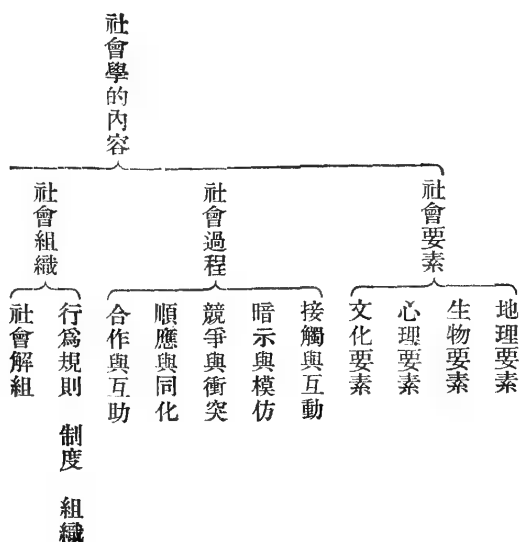 社會學的內容
社會要素
地理要素
生物要素
心理要素
文化要素
社會過程
接觸與互動
暗示與模仿
競爭與衝突
順應與同化
合作與互助
社會組織
行爲規則　制度　組織
社會解組